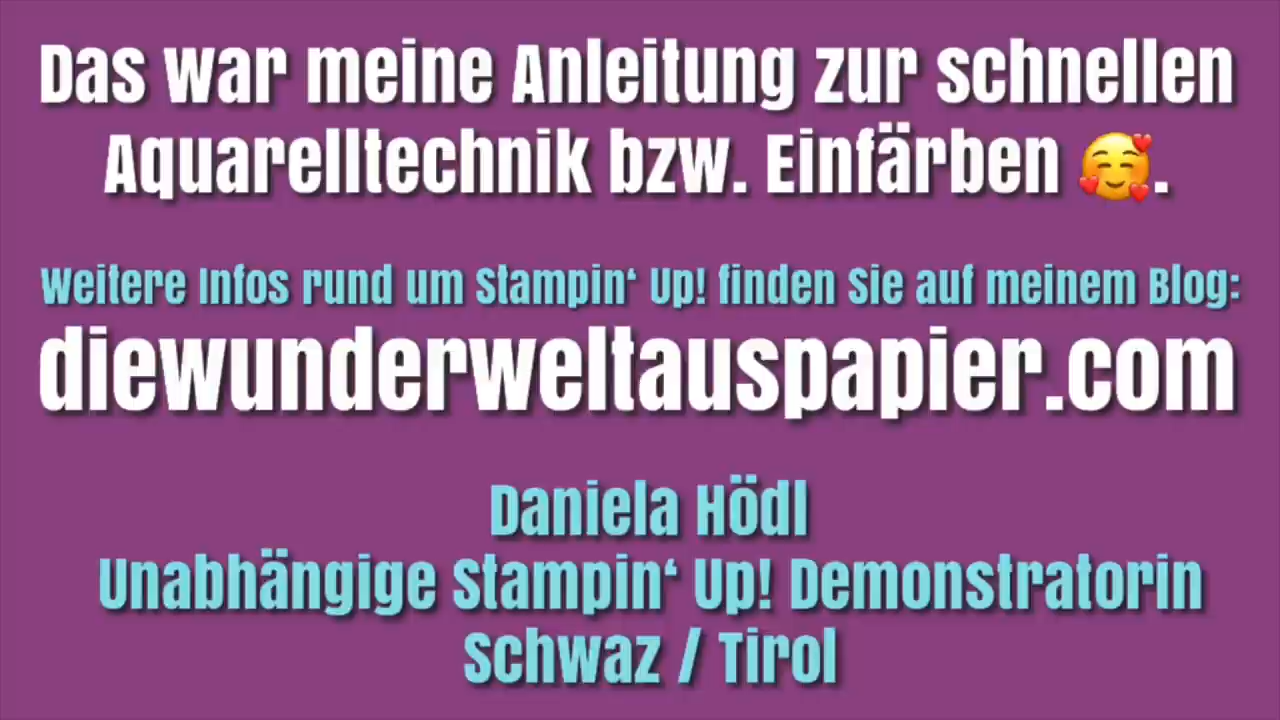 Das war meine Anleitung zur schnellen
Aquarelltechnik bzw. Einfärben 🥰.
Weitere Infos rund um Stampin‘ Up! finden Sie auf meinem Blog:
diewunderweltauspapier.com
Daniela Hödl
Unabhängige Stampin‘ Up! Demonstratorin
Schwaz / Tirol